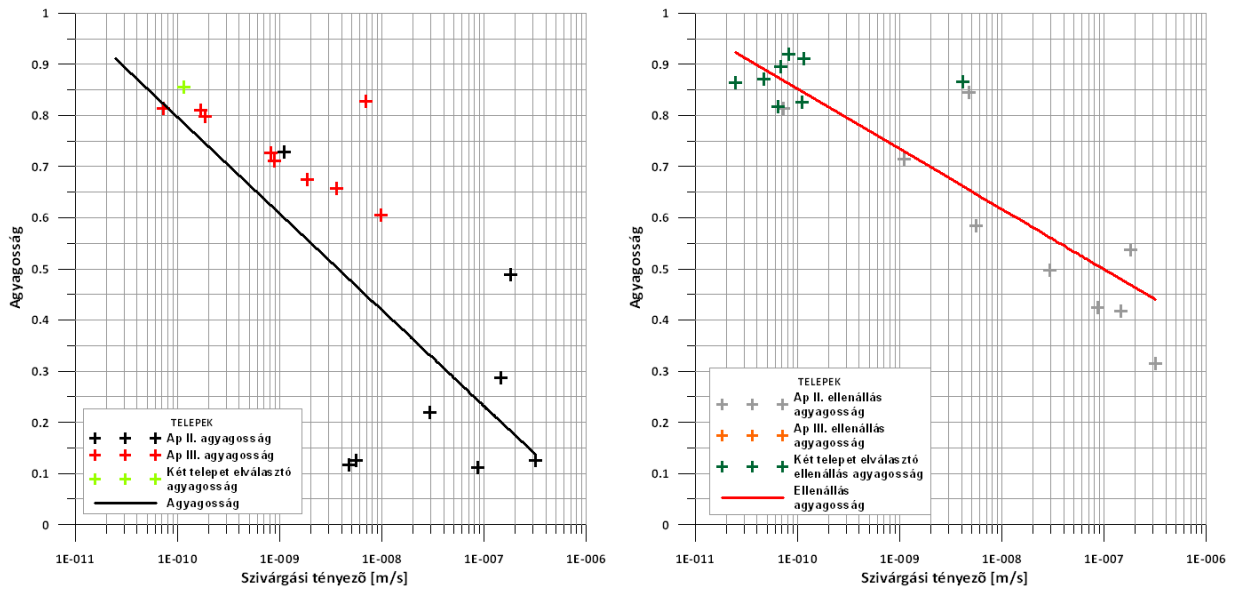 1
0.9
0.8
0.7
0.6
0.5
0.4
0.3
0.2
0.1
0
Agyagosság
TELEPEK
Ap II. agyagosság
Ap III. agyagosság
Két telepet elválasztó
agyagosság
Agyagosság
1E-011
1E-010
1E-009
1E-008
1E-007
1E-006
Szivárgási tényezõ [m/s]
1
0.9
0.8
0.7
0.6
0.5
0.4
0.3
0.2
0.1
0
Agyagosság
TELEPEK
Ap II. ellenállás
agyagosság
Ap III. ellenállás
agyagosság
Két telepet elválasztó
ellenállás agyagosság
Ellenállás
agyagosság
1E-011
1E-010
1E-009
1E-008
1E-007
1E-006
Szivárgási tényezõ [m/s]